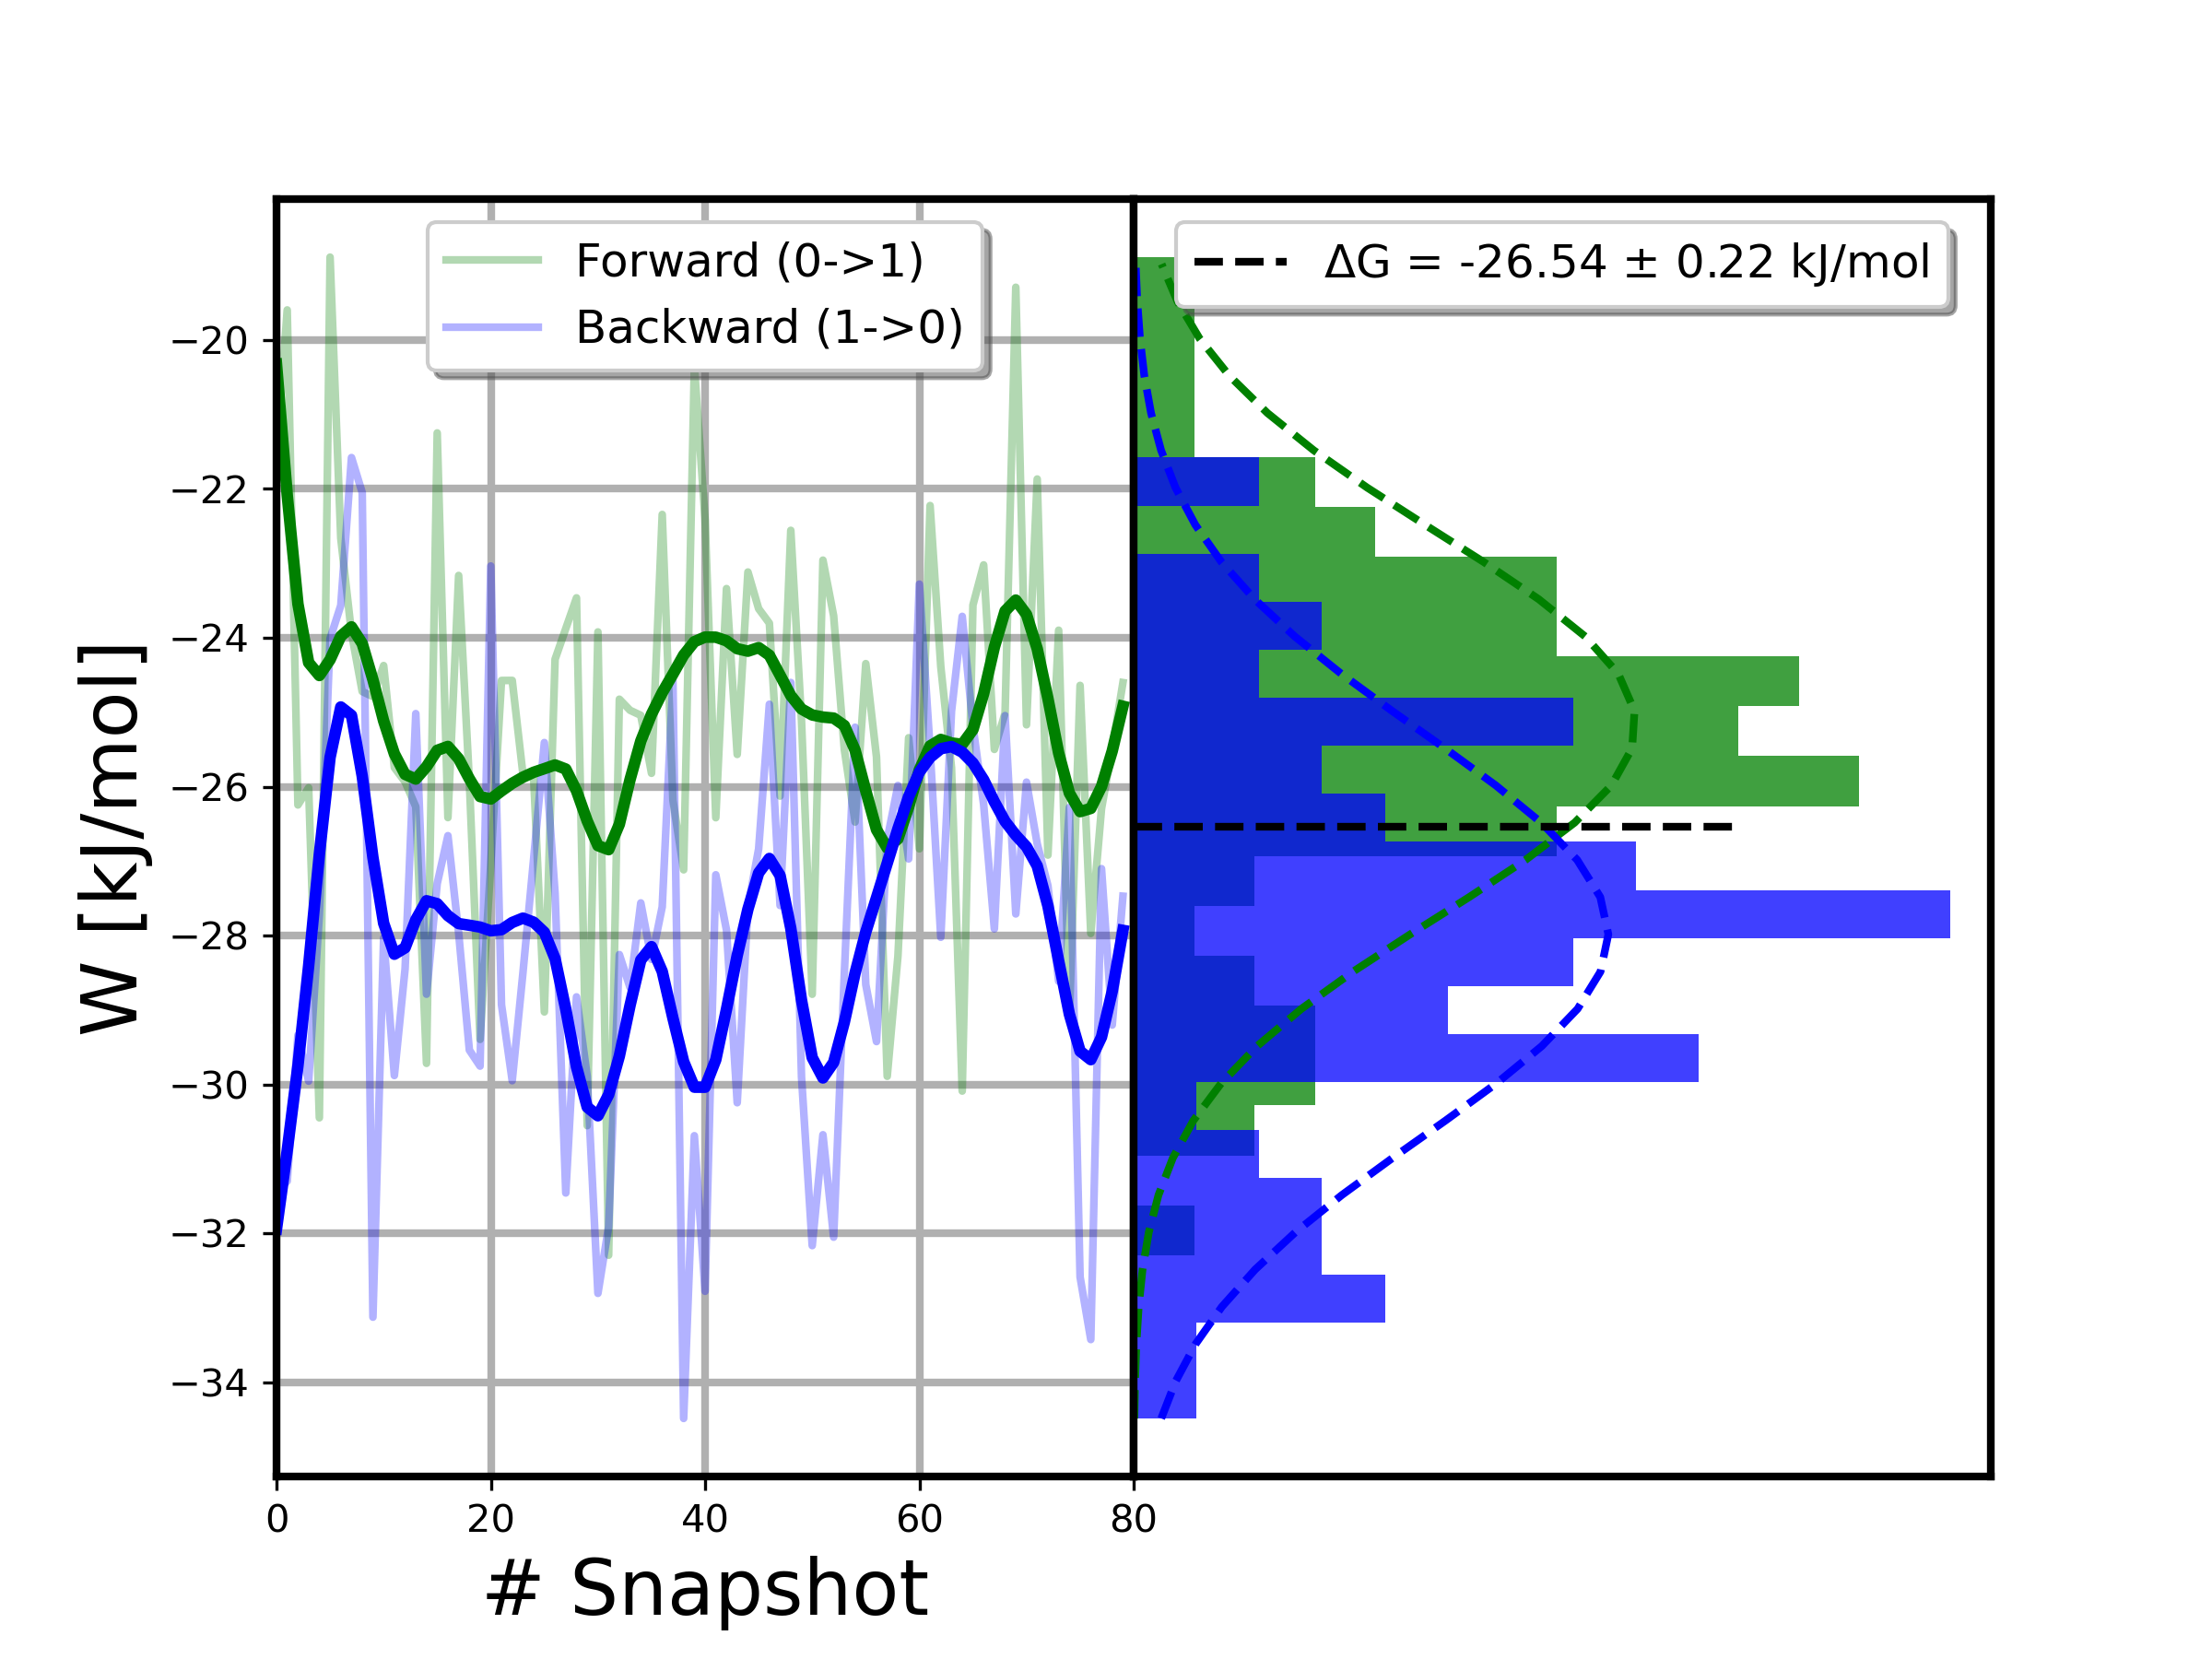 Forward (0->1)
Backward (1->0)
ΔG = -26.54 ± 0.22 kJ/mol
W [kJ/mol]
−20
−22
−24
−26
−28
−30
−32
−34
0 20 40 60 80
# Snapshot